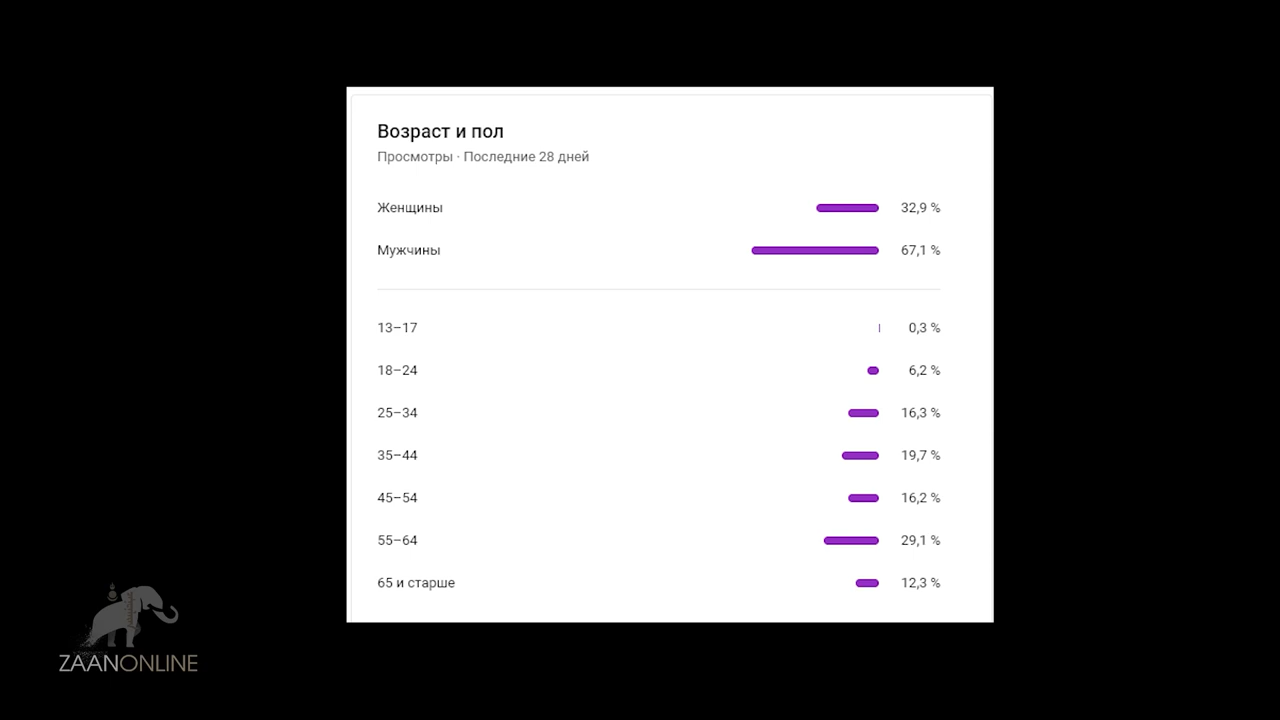 Возраст и пол
Просмотры · Последние 28 дней
Женщины 32,9 %
Мужчины 67,1 %
13–17 0,3 %
18–24 6,2 %
25–34 16,3 %
35–44 19,7 %
45–54 16,2 %
55–64 29,1 %
65 и старше 12,3 %
ZAANONLINE